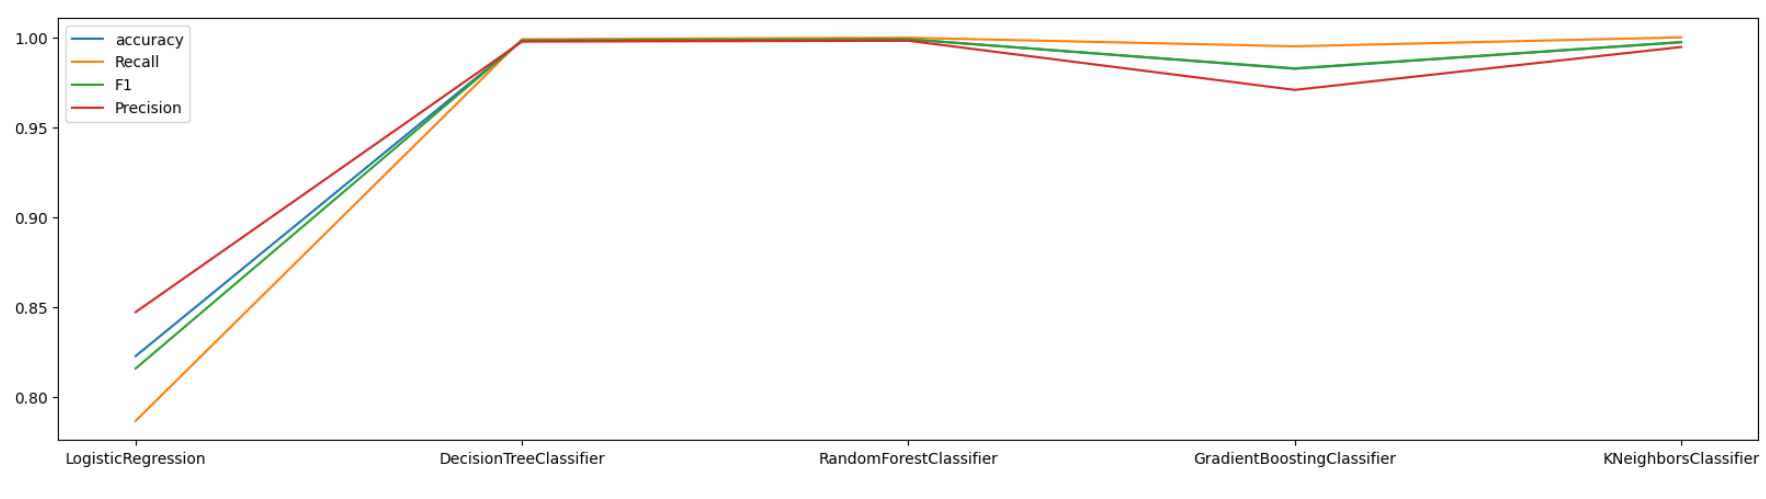 accuracy
Recall
F1
Precision
1.00
0.95
0.90
0.85
0.80
LogisticRegression DecisionTreeClassifier RandomForestClassifier GradientBoostingClassifier KNeighborsClassifier